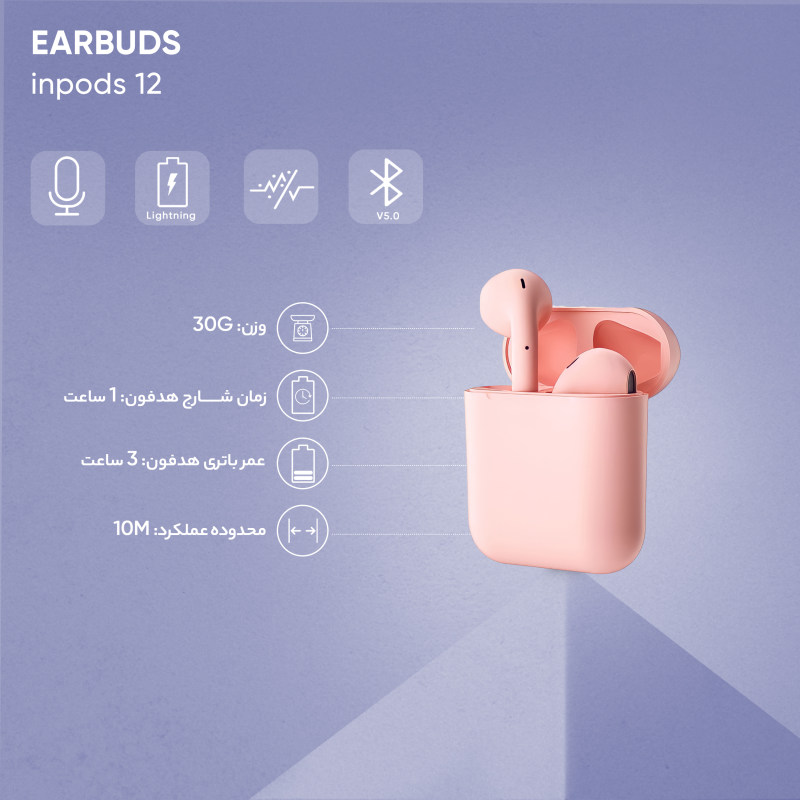 EARBUDS
inpods 12
Lightning
V5.0
وزن: 30G
زمان شـــارج هدفون: 1 ساعت
عمر باتری هدفون: 3 ساعت
محدوده عملکرد: 10M